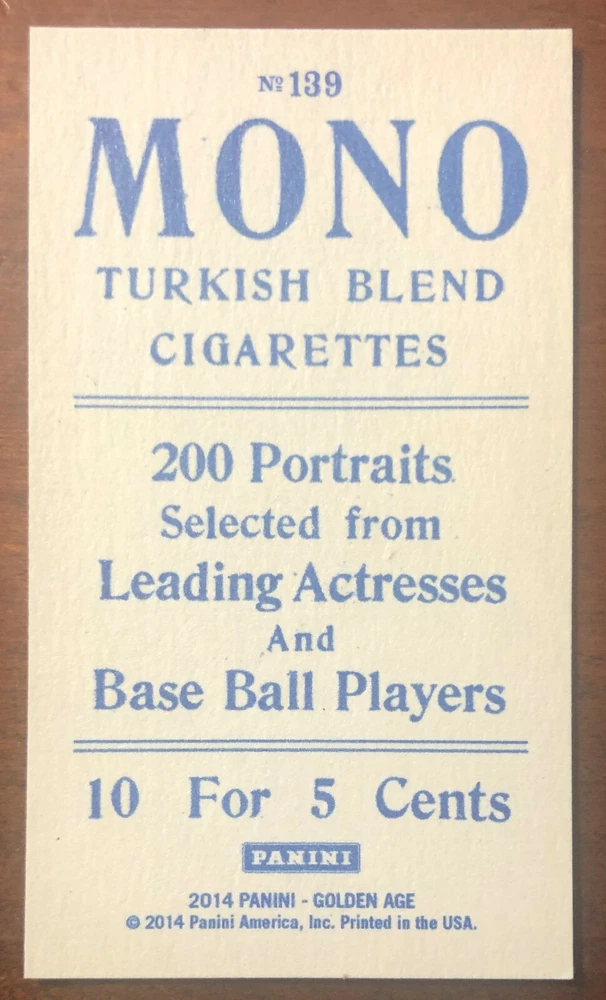 №139
MONO
TURKISH BLEND
CIGARETTES
200 Portraits
Selected from
Leading Actresses
And
Base Ball Players
10 For 5 Cents
PANINI
2014 PANINI - GOLDEN AGE
© 2014 Panini America, Inc. Printed in the USA.